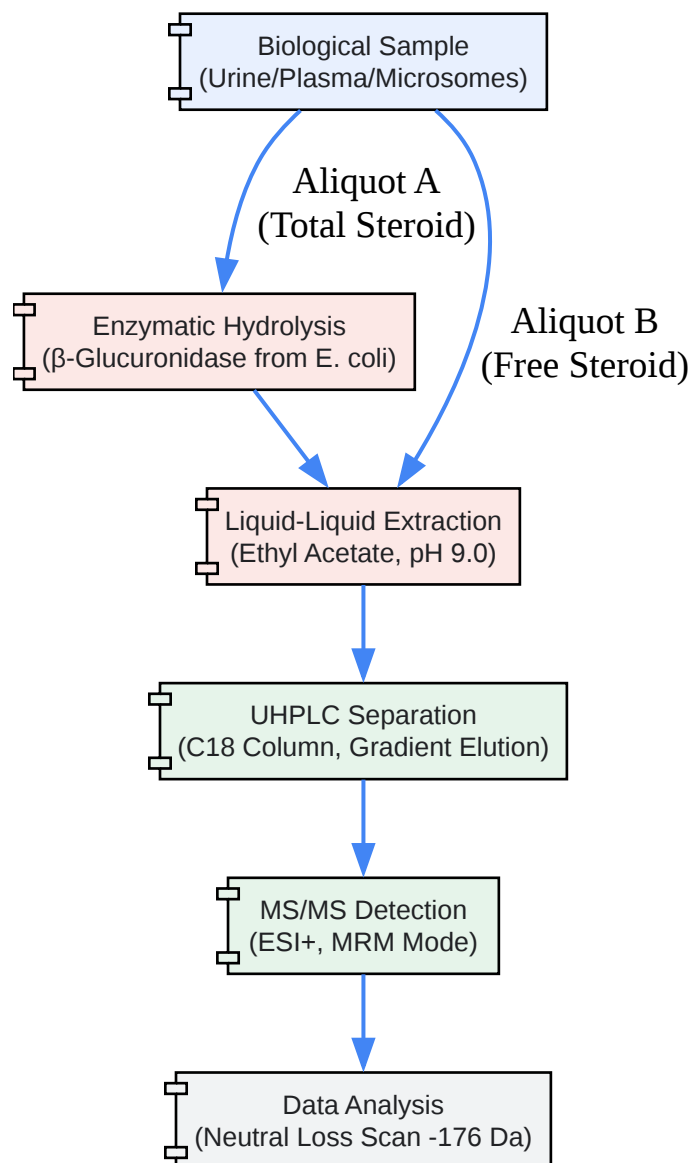 Biological Sample
(Urine/Plasma/Microsomes)
Aliquot A
(Total Steroid)
Enzymatic Hydrolysis
(β-Glucuronidase from E. coli)
Aliquot B
(Free Steroid)
Liquid-Liquid Extraction
(Ethyl Acetate, pH 9.0)
UHPLC Separation
(C18 Column, Gradient Elution)
MS/MS Detection
(ESI+, MRM Mode)
Data Analysis
(Neutral Loss Scan -176 Da)